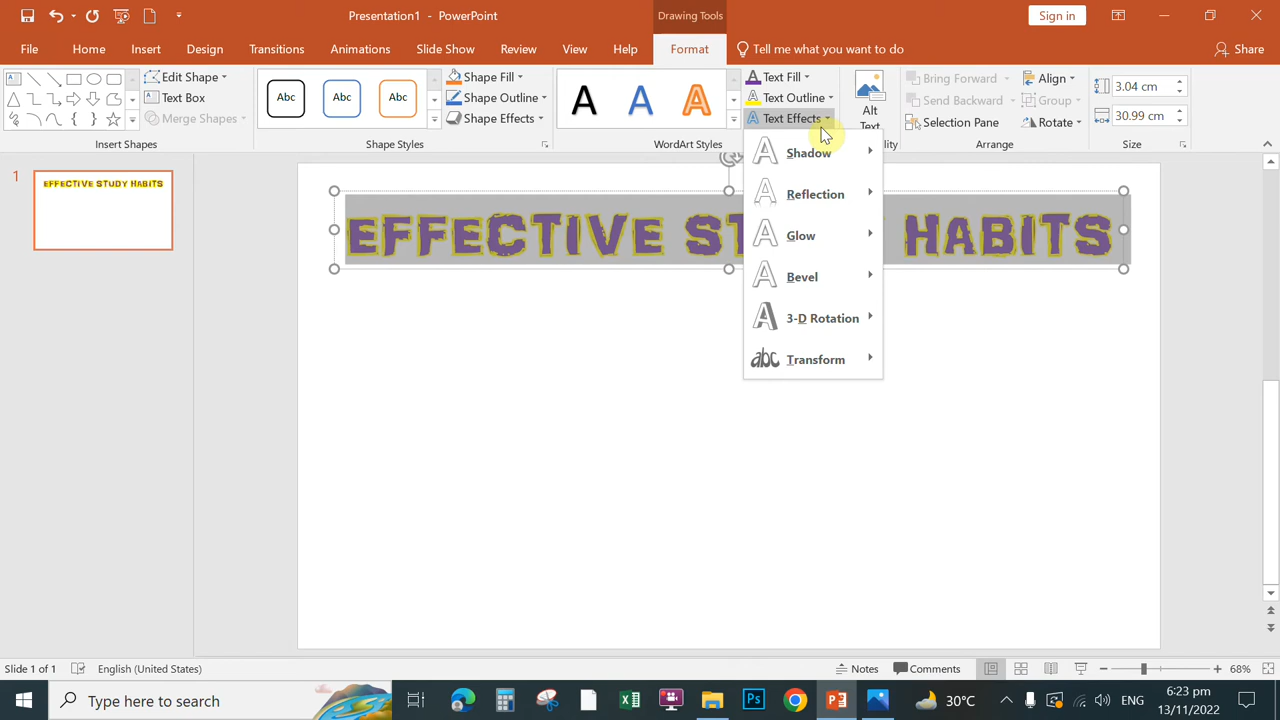 Presentation1 - PowerPoint
Drawing Tools
Sign in
File Home Insert Design Transitions Animations Slide Show Review View Help Format Tell me what you want to do Share
Edit Shape
Text Box
Merge Shapes
Insert Shapes
Abc Abc Abc
Shape Fill
Shape Outline
Shape Effects
Shape Styles
A A A
Text Fill
Text Outline
Text Effects
WordArt Styles
Alt
Text
Bring Forward
Send Backward
Selection Pane
Align
Group
Rotate
Arrange
3.04 cm
30.99 cm
Size
Shadow
Reflection
Glow
Bevel
3-D Rotation
abc Transform
1
EFFECTIVE STUDY HABITS
EFFECTIVE ST HABITS
Slide 1 of 1 English (United States) Notes Comments 68%
Type here to search
Ps
30°C
ENG
6:23 pm
13/11/2022